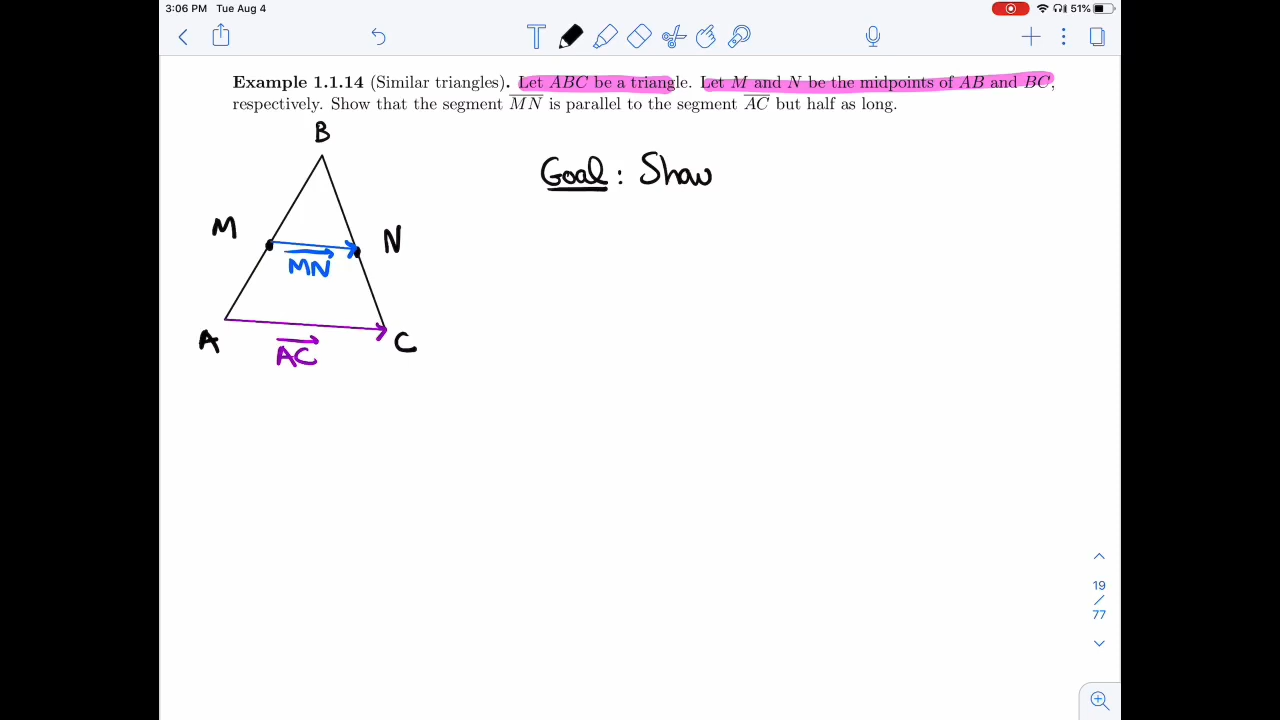 3:06 PM Tue Aug 4
51%
Example 1.1.14 (Similar triangles). Let ABC be a triangle. Let M and N be the midpoints of AB and BC,
respectively. Show that the segment M̅N̅ is parallel to the segment A̅C̅ but half as long.
B
Goal: Show
M
N
MN
A
C
AC
19
/
77